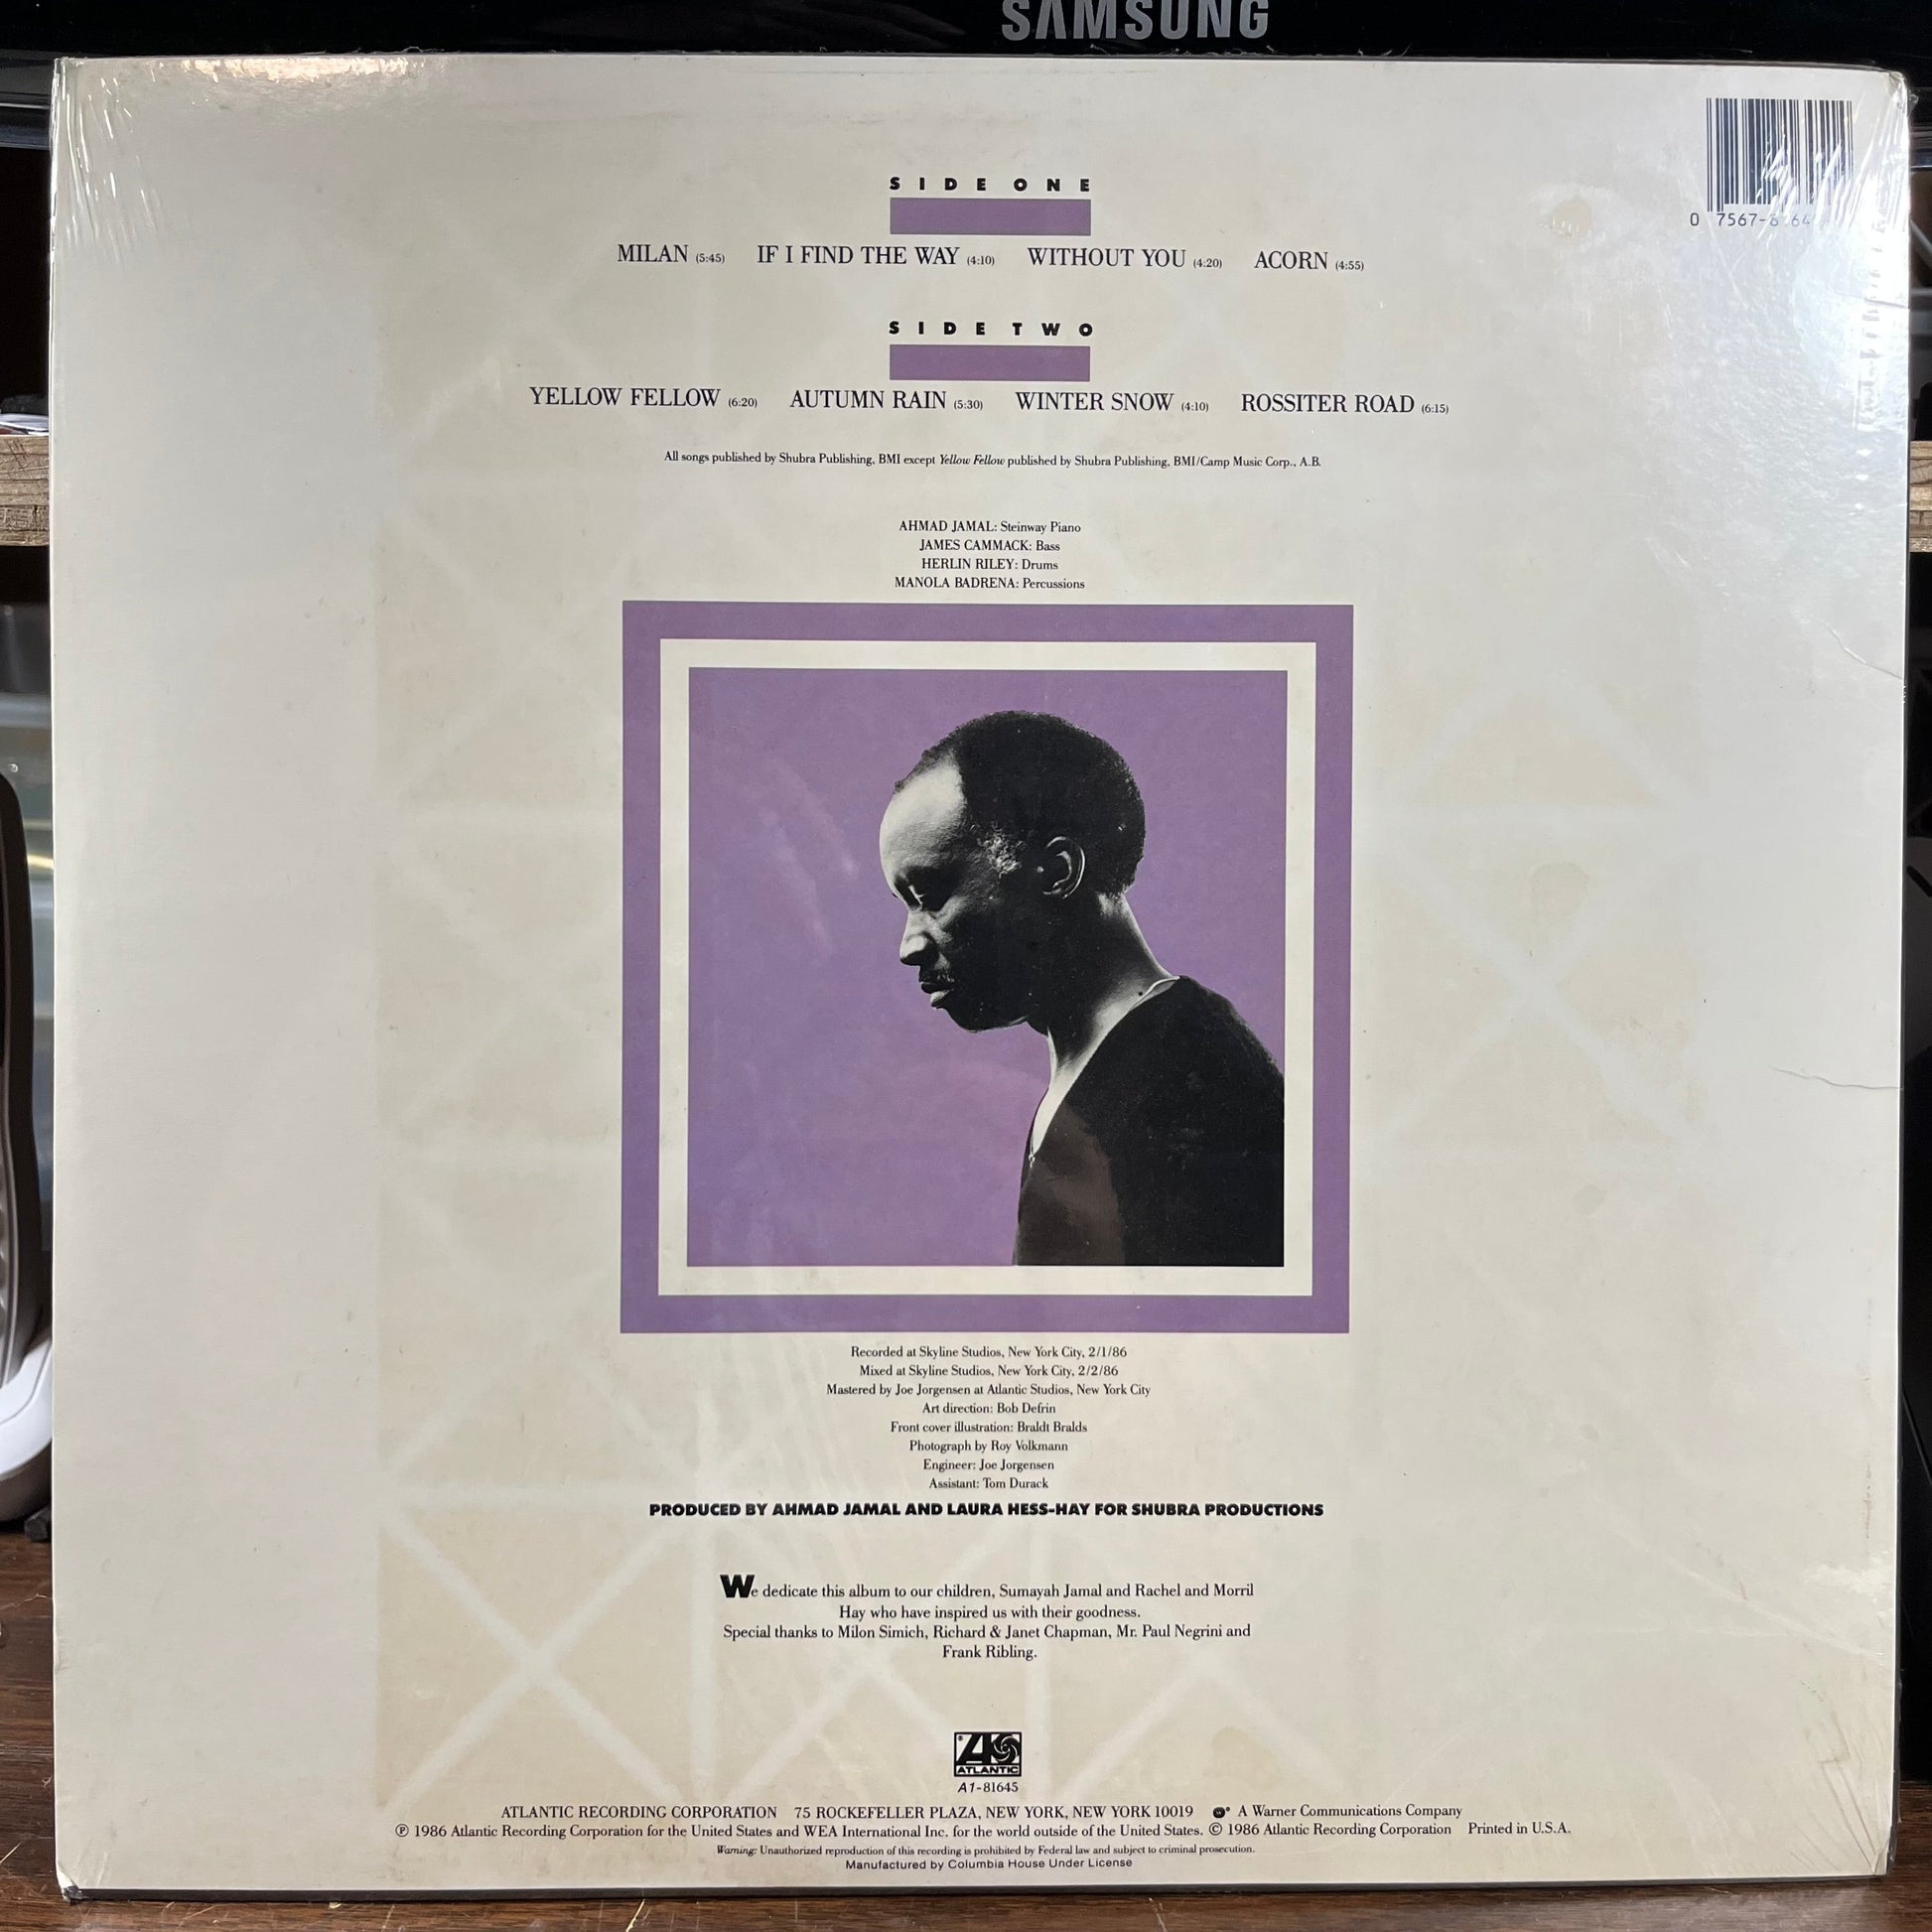 SAMSUNG
0 7567-8 64
SIDE ONE
MILAN (5:45) IF I FIND THE WAY (4:10) WITHOUT YOU (4:20) ACORN (4:55)
SIDE TWO
YELLOW FELLOW (6:20) AUTUMN RAIN (5:30) WINTER SNOW (4:10) ROSSITER ROAD (6:15)
All songs published by Shubra Publishing, BMI except Yellow Fellow published by Shubra Publishing, BMI/Camp Music Corp., A.B.
AHMAD JAMAL: Steinway Piano
JAMES CAMMACK: Bass
HERLIN RILEY: Drums
MANOLA BADRENA: Percussions
Recorded at Skyline Studios, New York City, 2/1/86
Mixed at Skyline Studios, New York City, 2/2/86
Mastered by Joe Jorgensen at Atlantic Studios, New York City
Art direction: Bob Defrin
Front cover illustration: Braldt Bralds
Photograph by Roy Volkmann
Engineer: Joe Jorgensen
Assistant: Tom Durack
PRODUCED BY AHMAD JAMAL AND LAURA HESS-HAY FOR SHUBRA PRODUCTIONS
We dedicate this album to our children, Sumayah Jamal and Rachel and Morril
Hay who have inspired us with their goodness.
Special thanks to Milon Simich, Richard & Janet Chapman, Mr. Paul Negrini and
Frank Ribling.
ATLANTIC
A1-81645
ATLANTIC RECORDING CORPORATION 75 ROCKEFELLER PLAZA, NEW YORK, NEW YORK 10019 A Warner Communications Company
℗ 1986 Atlantic Recording Corporation for the United States and WEA International Inc. for the world outside of the United States. © 1986 Atlantic Recording Corporation Printed in U.S.A.
Warning: Unauthorized reproduction of this recording is prohibited by Federal law and subject to criminal prosecution.
Manufactured by Columbia House Under License